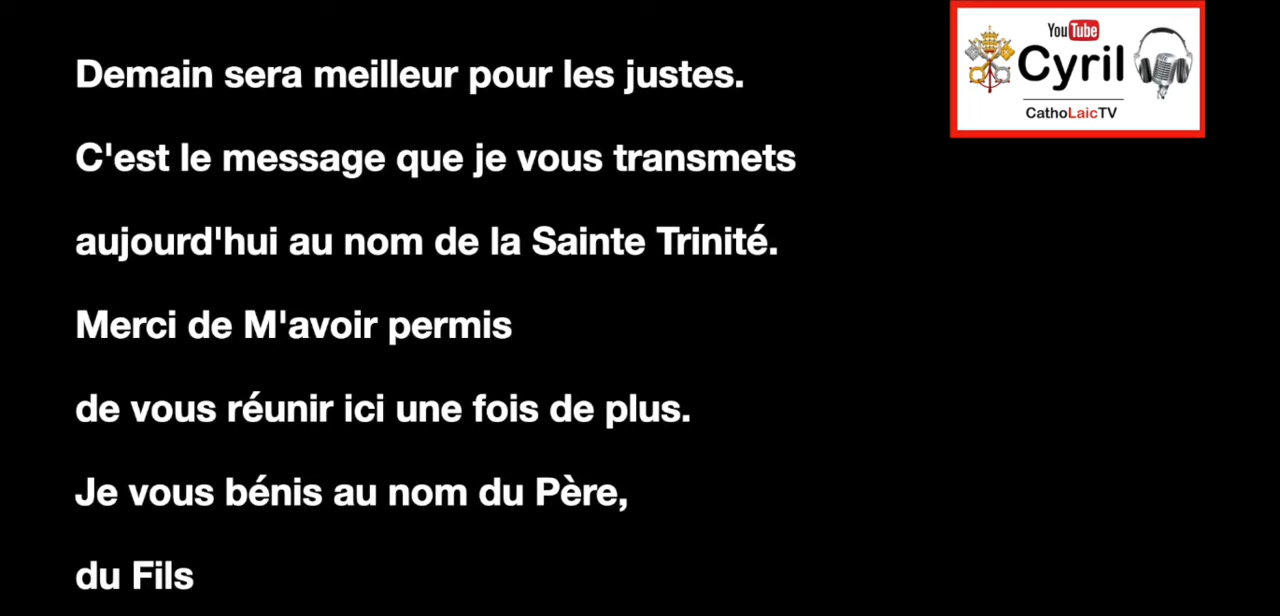 Demain sera meilleur pour les justes.
C'est le message que je vous transmets
aujourd'hui au nom de la Sainte Trinité.
Merci de M'avoir permis
de vous réunir ici une fois de plus.
Je vous bénis au nom du Père,
du Fils
YouTube
Cyril
CathoLaicTV